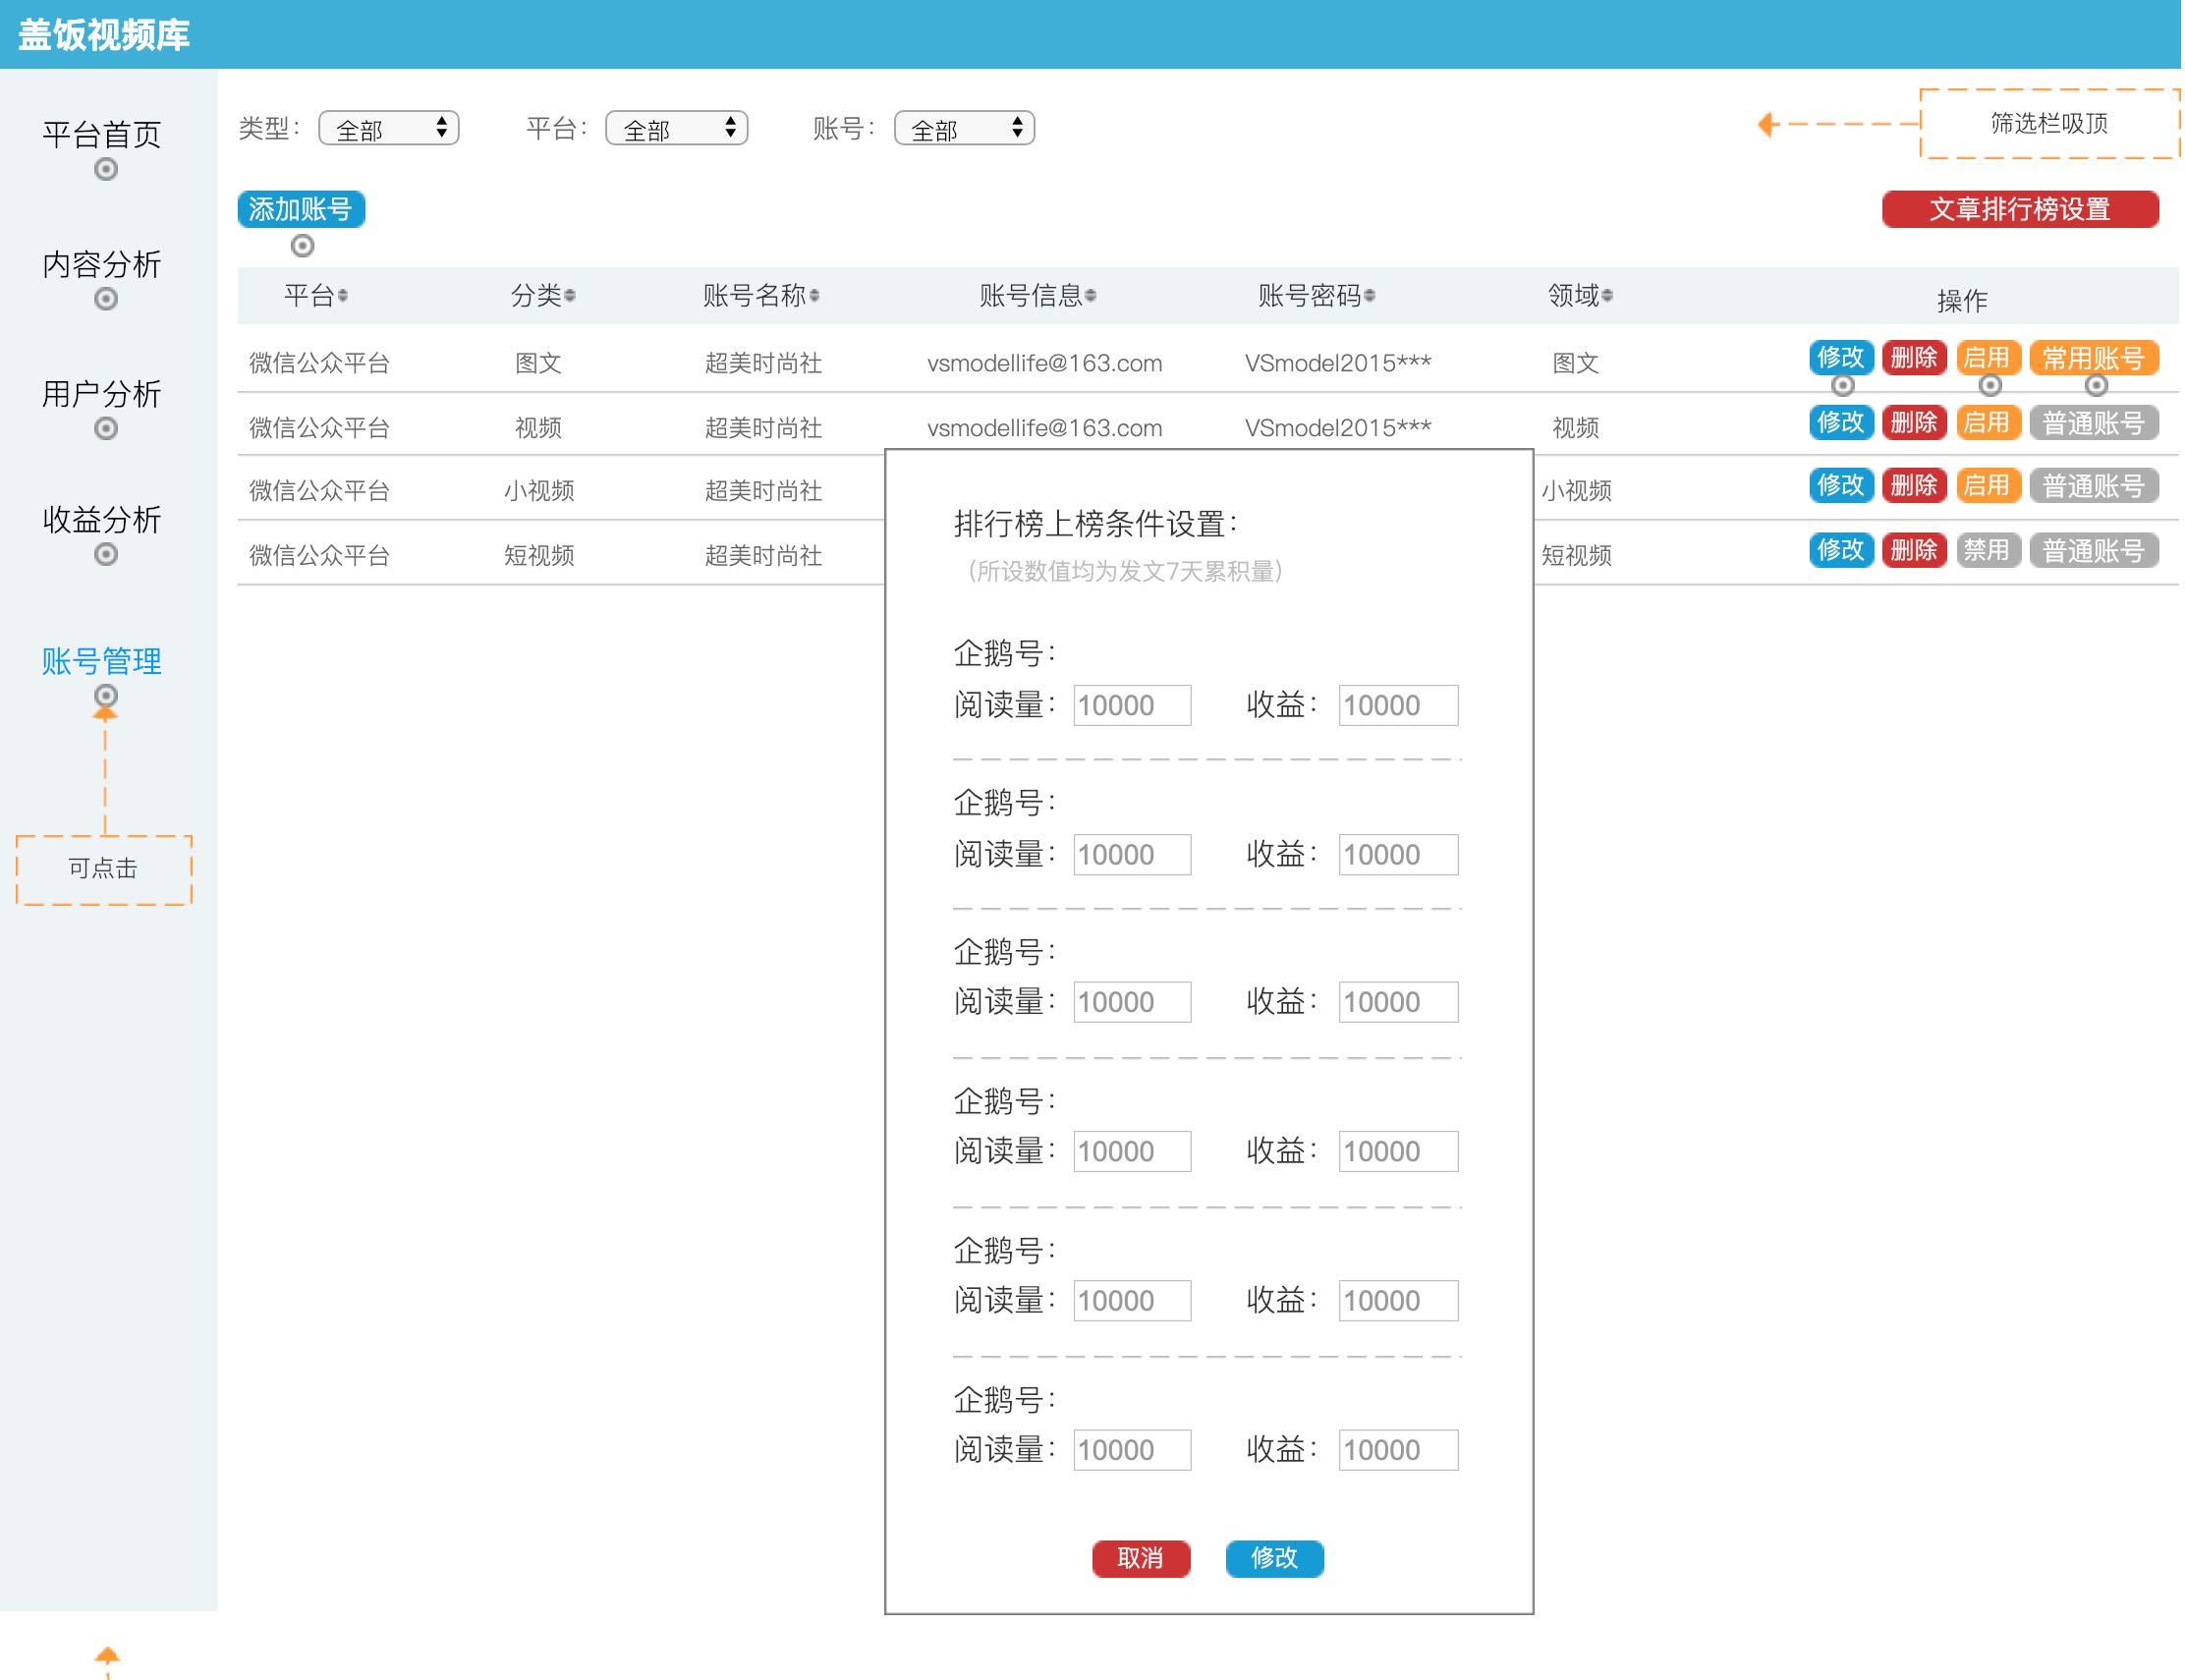 盖饭视频库
平台首页
内容分析
用户分析
收益分析
账号管理
可点击
类型： 全部 平台： 全部 账号： 全部
筛选栏吸顶
添加账号 文章排行榜设置
平台 分类 账号名称 账号信息 账号密码 领域 操作
微信公众平台 图文 超美时尚社 vsmodellife@163.com VSmodel2015*** 图文 修改 删除 启用 常用账号
微信公众平台 视频 超美时尚社 vsmodellife@163.com VSmodel2015*** 视频 修改 删除 启用 普通账号
微信公众平台 小视频 超美时尚社 小视频 修改 删除 启用 普通账号
微信公众平台 短视频 超美时尚社 短视频 修改 删除 禁用 普通账号
排行榜上榜条件设置：
（所设数值均为发文7天累积量）
企鹅号：
阅读量： 10000 收益： 10000
企鹅号：
阅读量： 10000 收益： 10000
企鹅号：
阅读量： 10000 收益： 10000
企鹅号：
阅读量： 10000 收益： 10000
企鹅号：
阅读量： 10000 收益： 10000
企鹅号：
阅读量： 10000 收益： 10000
取消 修改